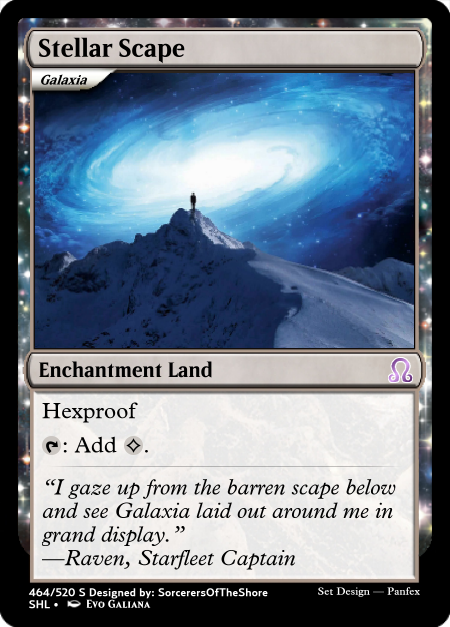 Stellar Scape
Galaxia
Enchantment Land
Hexproof
: Add .
“I gaze up from the barren scape below
and see Galaxia laid out around me in
grand display.”
—Raven, Starfleet Captain
464/520 S Designed by: SorcerersOfTheShore
Set Design — Panfex
SHL • Evo Galiana